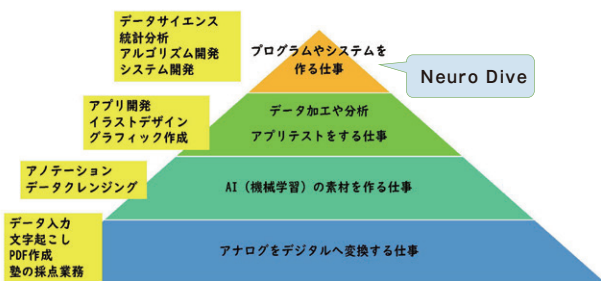 データサイエンス
統計分析
アルゴリズム開発
システム開発
プログラムやシステムを
作る仕事
Neuro Dive
アプリ開発
イラストデザイン
グラフィック作成
データ加工や分析
アプリテストをする仕事
アノテーション
データクレンジング
AI（機械学習）の素材を作る仕事
データ入力
文字起こし
PDF作成
塾の採点業務
アナログをデジタルへ変換する仕事